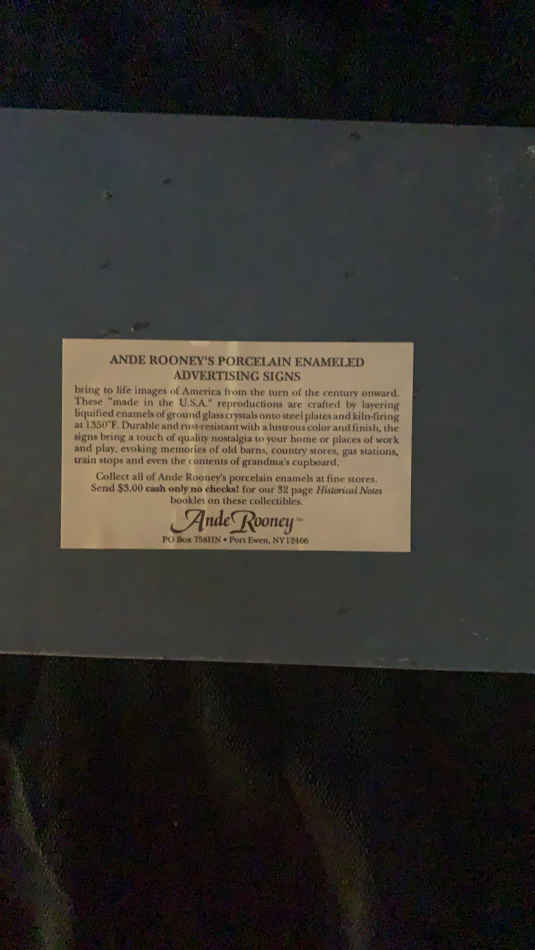 ANDE ROONEY'S PORCELAIN ENAMELED
ADVERTISING SIGNS
bring to life images of America from the turn of the century onward.
These "made in the U.S.A." reproductions are crafted by layering
liquified enamels of ground glass crystals onto steel plates and kiln-firing
at 1350°F. Durable and rust-resistant with a lustrous color and finish, the
signs bring a touch of quality nostalgia to your home or places of work
and play, evoking memories of old barns, country stores, gas stations,
train stops and even the contents of grandma's cupboard.
Collect all of Ande Rooney's porcelain enamels at fine stores.
Send $3.00 cash only no checks! for our 32 page Historical Notes
booklet on these collectibles.
Ande Rooney™
PO Box 758HN • Port Ewen, NY 12466